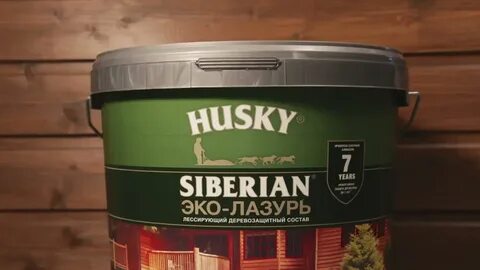 HUSKY
SIBERIAN®
ЭКО-ЛАЗУРЬ
ЛЕССИРУЮЩИЙ ДЕРЕВОЗАЩИТНЫЙ СОСТАВ
7
YEARS